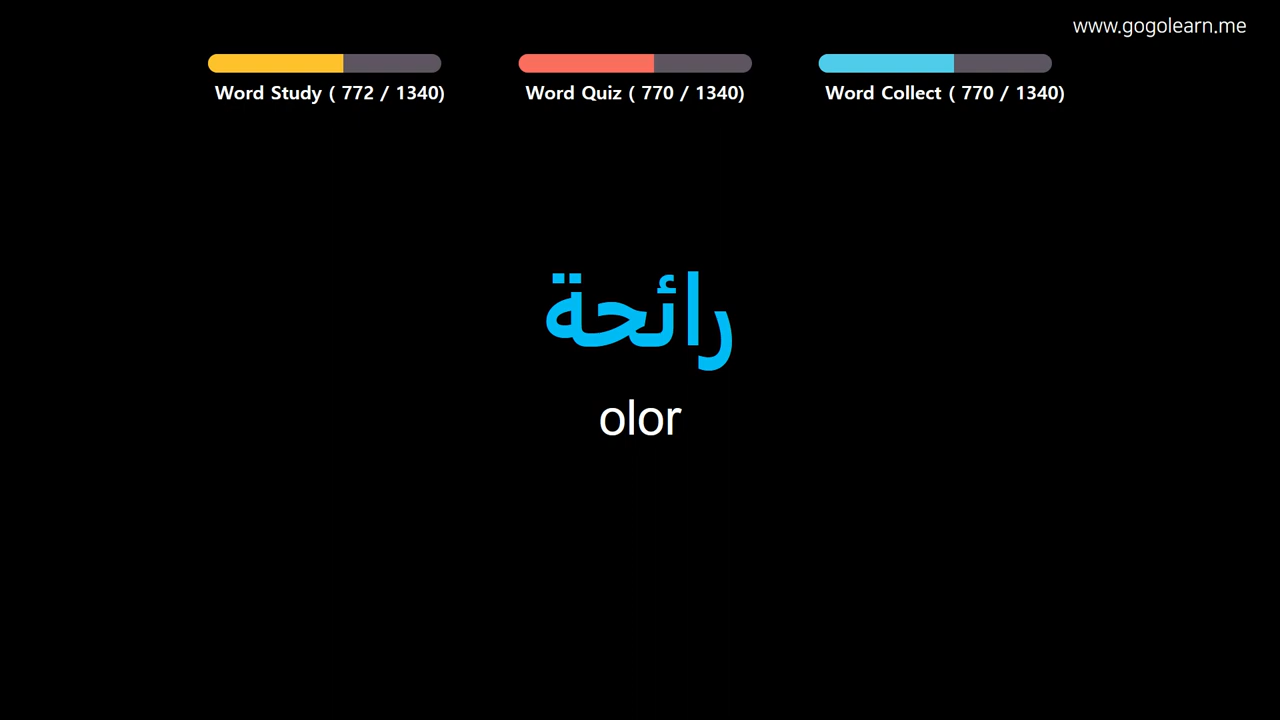 www.gogolearn.me
Word Study ( 772 / 1340)
Word Quiz ( 770 / 1340)
Word Collect ( 770 / 1340)
رائحة
olor